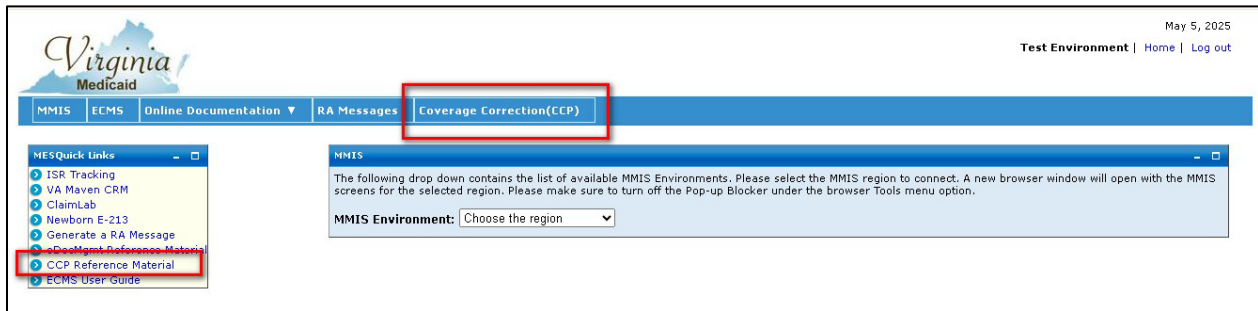 Virginia
Medicaid
May 5, 2025
Test Environment | Home | Log out
MMIS ECMS Online Documentation ▼ RA Messages Coverage Correction(CCP)
MESQuick Links
ISR Tracking
VA Maven CRM
ClaimLab
Newborn E-213
Generate a RA Message
eDocMgmt Reference Material
CCP Reference Material
ECMS User Guide
MMIS
The following drop down contains the list of available MMIS Environments. Please select the MMIS region to connect. A new browser window will open with the MMIS
screens for the selected region. Please make sure to turn off the Pop-up Blocker under the browser Tools menu option.
MMIS Environment: Choose the region